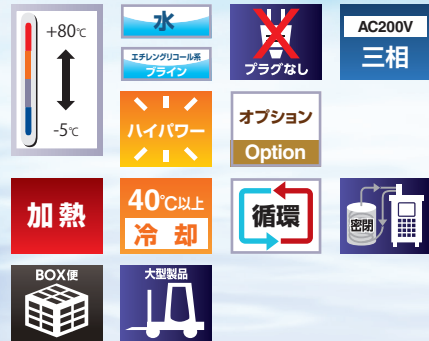 +80℃
-5℃
水
エチレングリコール系
ブライン
プラグなし
AC200V
三相
ハイパワー
オプション
Option
加熱
40℃以上
冷却
循環
密閉
BOX便
大型製品